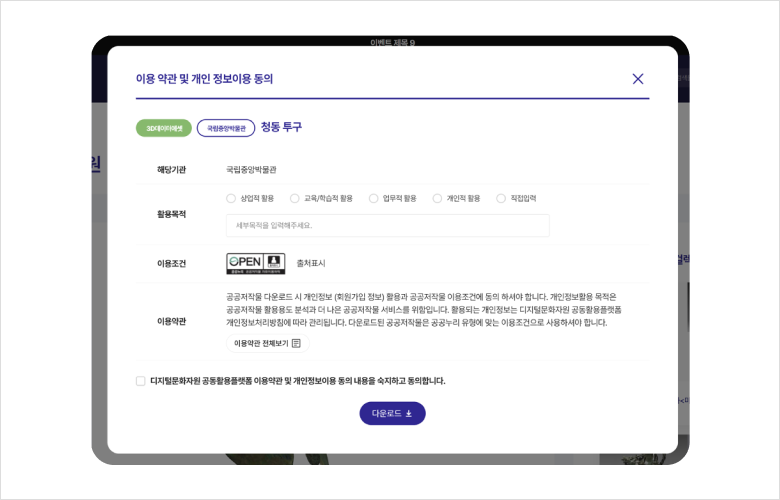 이벤트 제목 9
이용 약관 및 개인 정보이용 동의
3D데이터에셋 국립중앙박물관 청동 투구
해당기관 국립중앙박물관
상업적 활용 교육/학습적 활용 업무적 활용 개인적 활용 직접입력
활용목적
세부목적을 입력해주세요.
이용조건 OPEN 출처표시
공공저작물 다운로드 시 개인정보 (회원가입 정보) 활용과 공공저작물 이용조건에 동의 하셔야 합니다. 개인정보활용 목적은
공공저작물 활용용도 분석과 더 나은 공공저작물 서비스를 위함입니다. 활용되는 개인정보는 디지털문화자원 공동활용플랫폼
이용약관 개인정보처리방침에 따라 관리됩니다. 다운로드된 공공저작물은 공공누리 유형에 맞는 이용조건으로 사용하셔야 합니다.
이용약관 전체보기
디지털문화자원 공동활용플랫폼 이용약관 및 개인정보이용 동의 내용을 숙지하고 동의합니다.
다운로드